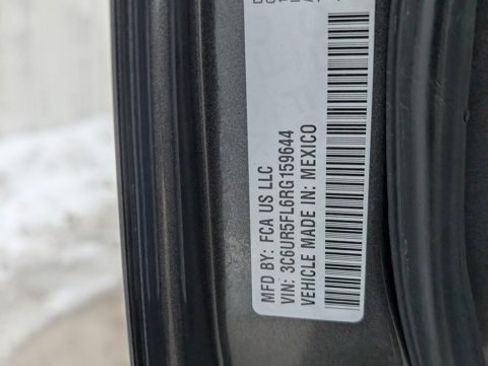 MFD BY: FCA US LLC
VIN: 3C6UR5FL6RG159644
VEHICLE MADE IN: MEXICO